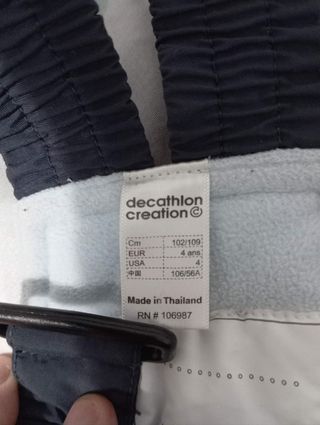 decathlon
creation©
Cm 102/109
EUR 4 ans
USA 4
中国 106/56A
Made in Thailand
RN # 106987